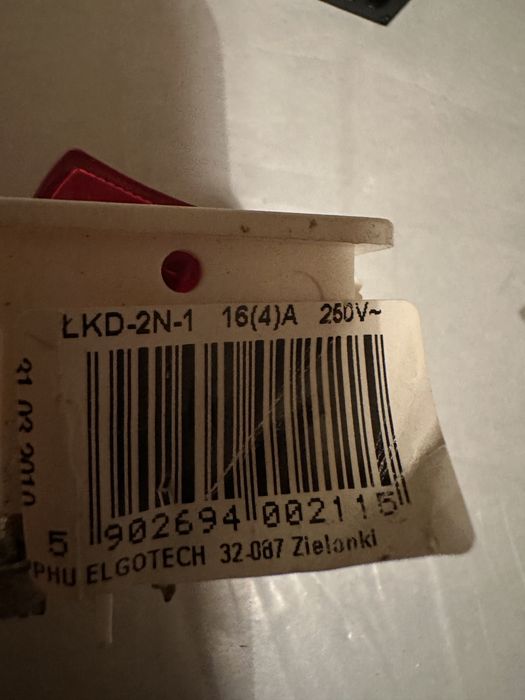 ŁKD-2N-1 16(4)A 250V~
5 902694 002115
PHU ELGOTECH 32-087 Zielonki